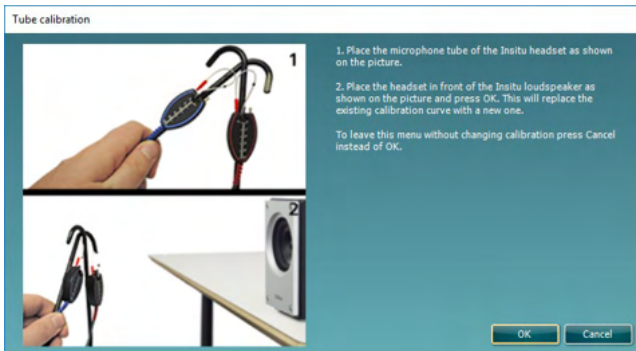 Tube calibration
1
1. Place the microphone tube of the Insitu headset as shown
on the picture.
2. Place the headset in front of the Insitu loudspeaker as
shown on the picture and press OK. This will replace the
existing calibration curve with a new one.
To leave this menu without changing calibration press Cancel
instead of OK.
2
OK
Cancel